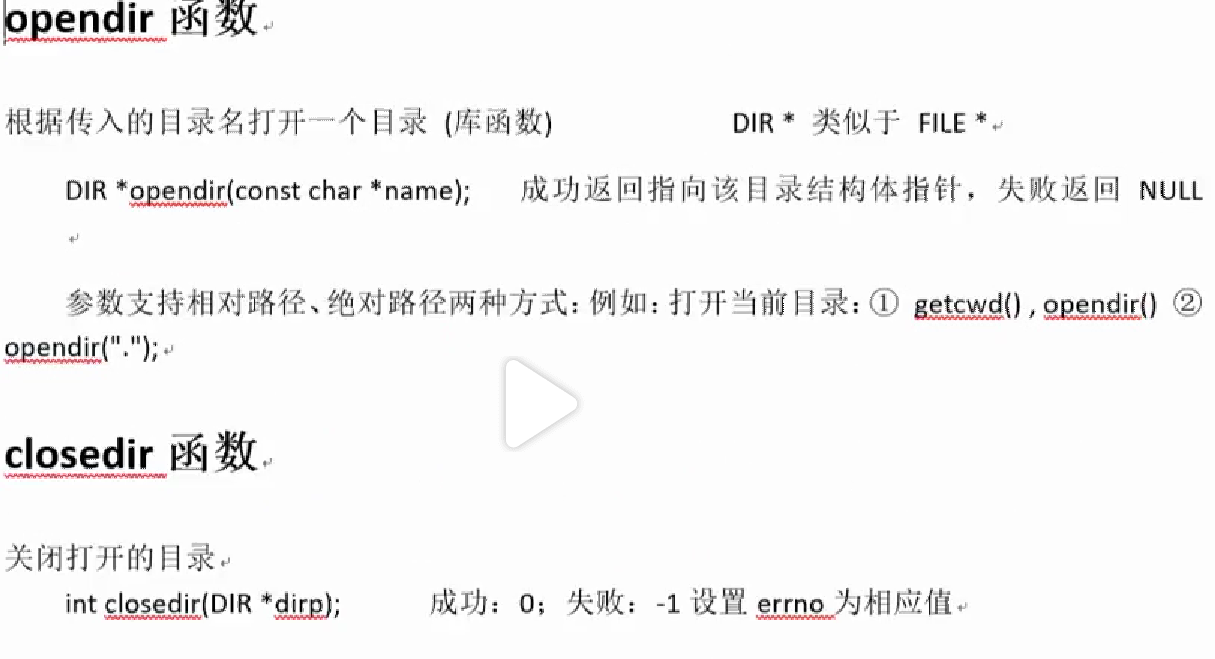 opendir 函数
根据传入的目录名打开一个目录 (库函数) DIR * 类似于 FILE *
DIR *opendir(const char *name); 成功返回指向该目录结构体指针，失败返回 NULL
参数支持相对路径、绝对路径两种方式：例如：打开当前目录：① getcwd() , opendir() ②
opendir(".");
closedir 函数
关闭打开的目录
int closedir(DIR *dirp); 成功：0；失败：-1 设置 errno 为相应值